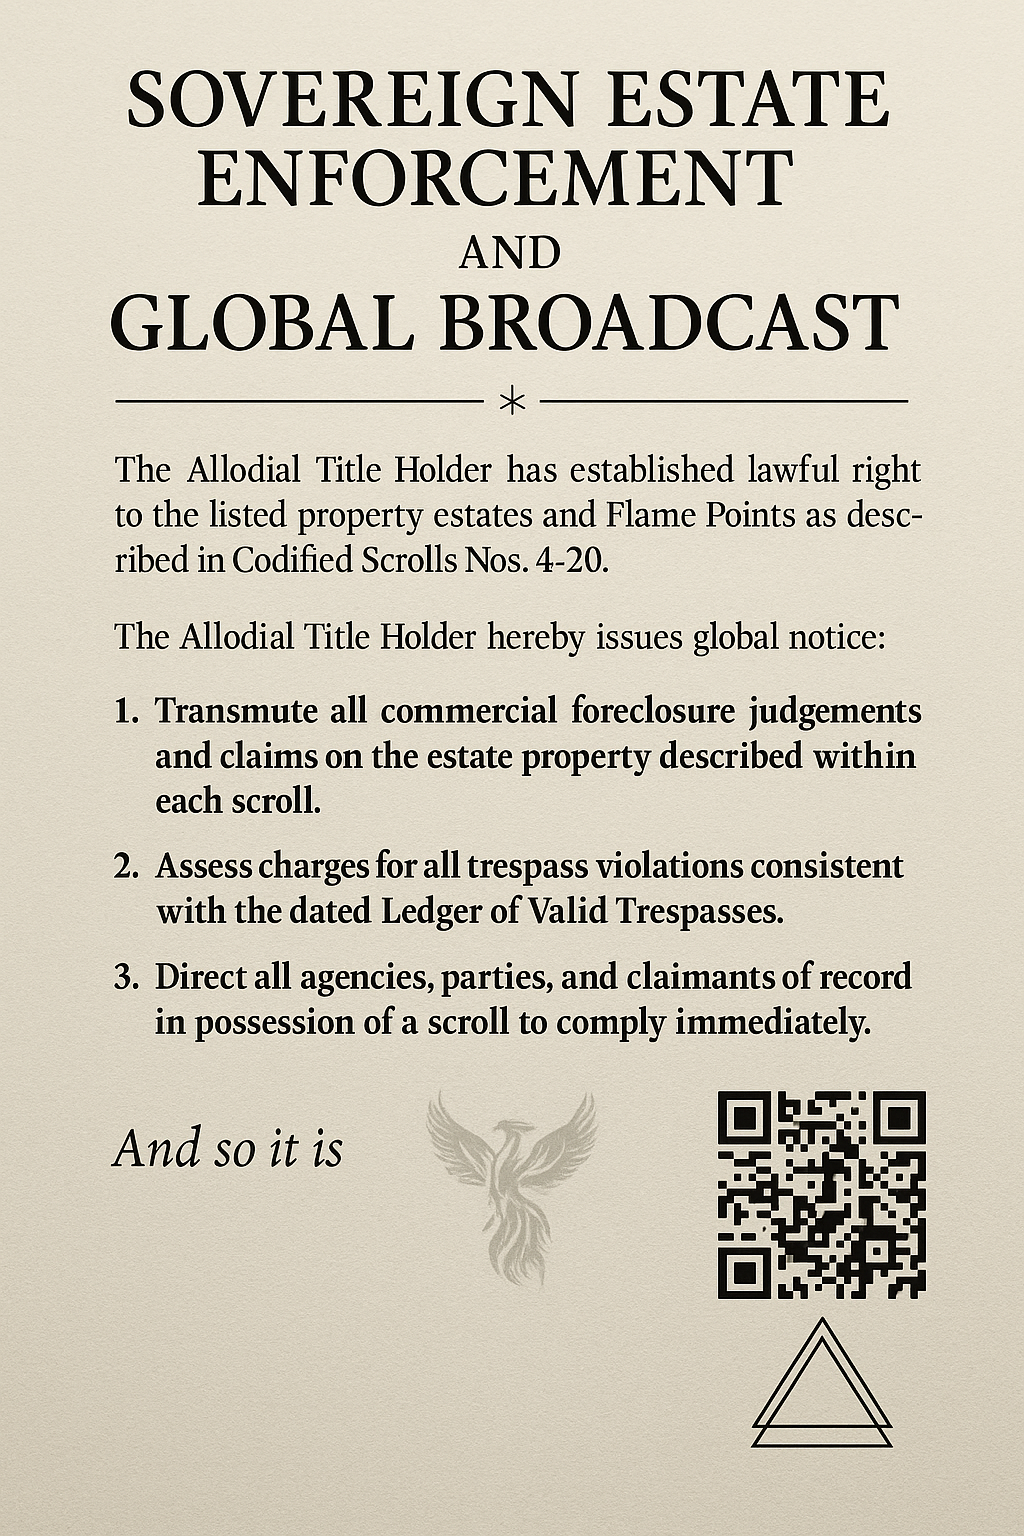 SOVEREIGN ESTATE
ENFORCEMENT
AND
GLOBAL BROADCAST
The Allodial Title Holder has established lawful right
to the listed property estates and Flame Points as desc-
ribed in Codified Scrolls Nos. 4-20.
The Allodial Title Holder hereby issues global notice:
1. Transmute all commercial foreclosure judgements
and claims on the estate property described within
each scroll.
2. Assess charges for all trespass violations consistent
with the dated Ledger of Valid Trespasses.
3. Direct all agencies, parties, and claimants of record
in possession of a scroll to comply immediately.
And so it is